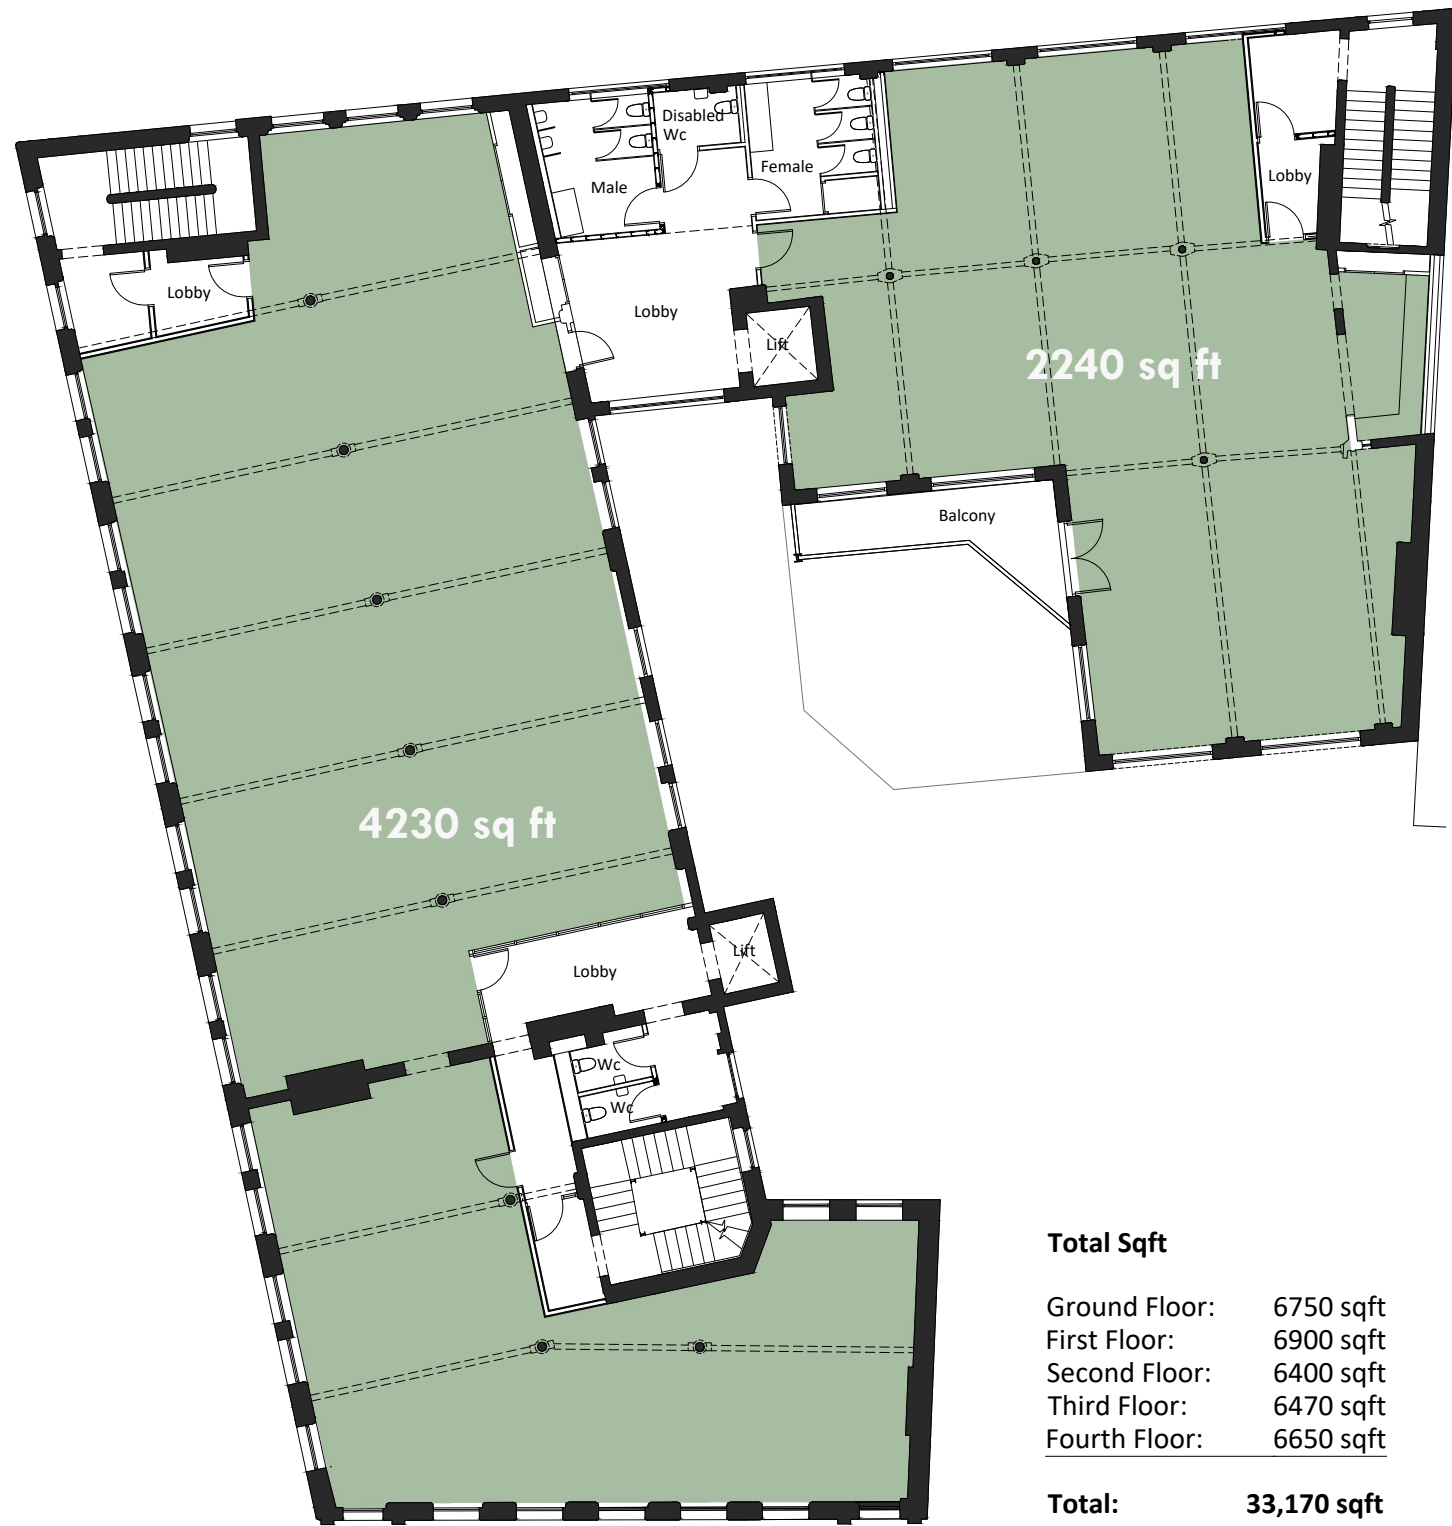 Disabled
Wc
Male
Female
Lobby
Lobby
Lobby
Lift
2240 sq ft
Balcony
4230 sq ft
Lobby
Lift
Wc
Wc
Total Sqft
Ground Floor: 6750 sqft
First Floor: 6900 sqft
Second Floor: 6400 sqft
Third Floor: 6470 sqft
Fourth Floor: 6650 sqft
Total: 33,170 sqft